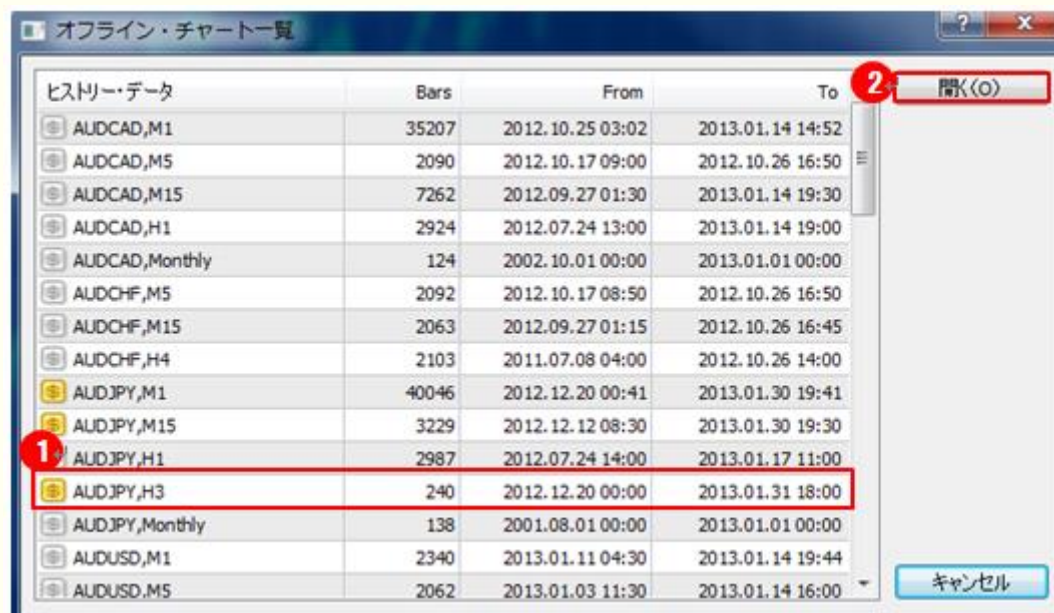 オフライン・チャート一覧
ヒストリー・データ Bars From To
2 開く(O)
AUDCAD,M1 35207 2012.10.25 03:02 2013.01.14 14:52
AUDCAD,M5 2090 2012.10.17 09:00 2012.10.26 16:50
AUDCAD,M15 7262 2012.09.27 01:30 2013.01.14 19:30
AUDCAD,H1 2924 2012.07.24 13:00 2013.01.14 19:00
AUDCAD,Monthly 124 2002.10.01 00:00 2013.01.01 00:00
AUDCHF,M5 2092 2012.10.17 08:50 2012.10.26 16:50
AUDCHF,M15 2063 2012.09.27 01:15 2012.10.26 16:45
AUDCHF,H4 2103 2011.07.08 04:00 2012.10.26 14:00
AUDJPY,M1 40046 2012.12.20 00:41 2013.01.30 19:41
AUDJPY,M15 3229 2012.12.12 08:30 2013.01.30 19:30
1 AUDJPY,H1 2987 2012.07.24 14:00 2013.01.17 11:00
AUDJPY,H3 240 2012.12.20 00:00 2013.01.31 18:00
AUDJPY,Monthly 138 2001.08.01 00:00 2013.01.01 00:00
AUDUSD,M1 2340 2013.01.11 04:30 2013.01.14 19:44
AUDUSD,M5 2062 2013.01.03 11:30 2013.01.14 16:00
キャンセル